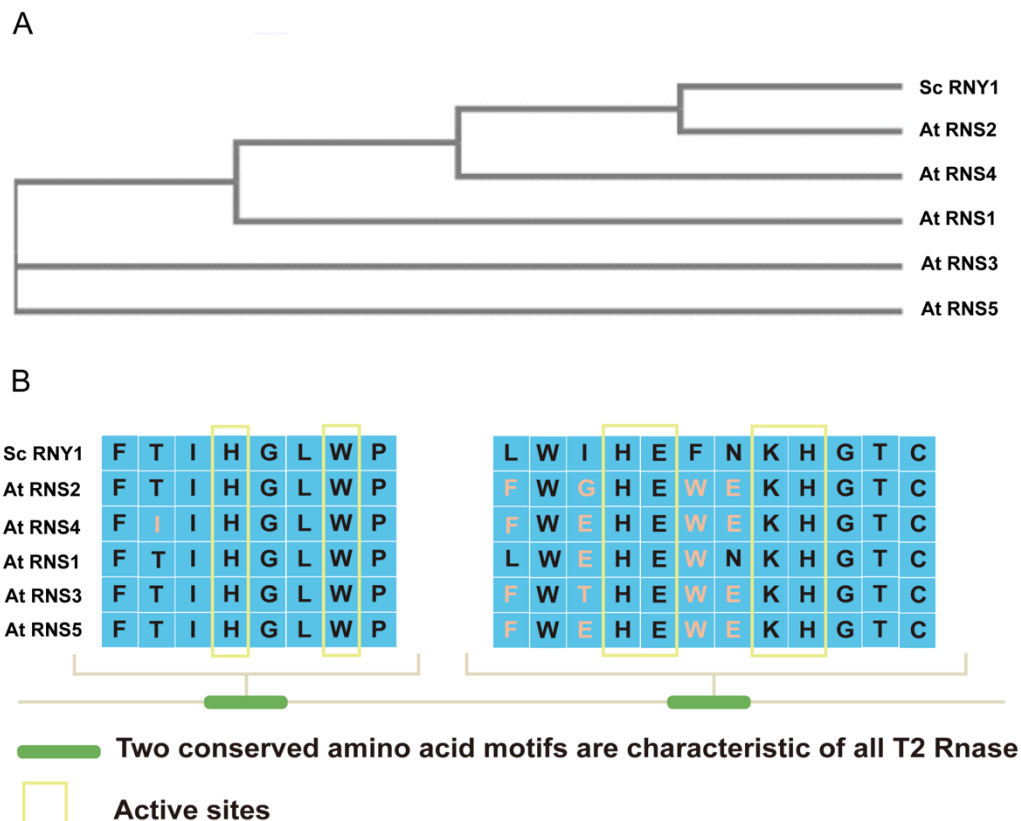 A
Sc RNY1
At RNS2
At RNS4
At RNS1
At RNS3
At RNS5
B
Sc RNY1 F T I H G L W P L W I H E F N K H G T C
At RNS2 F T I H G L W P F W G H E W E K H G T C
At RNS4 F I I H G L W P F W E H E W E K H G T C
At RNS1 F T I H G L W P L W E H E W N K H G T C
At RNS3 F T I H G L W P F W T H E W E K H G T C
At RNS5 F T I H G L W P F W E H E W E K H G T C
Two conserved amino acid motifs are characteristic of all T2 Rnase
Active sites